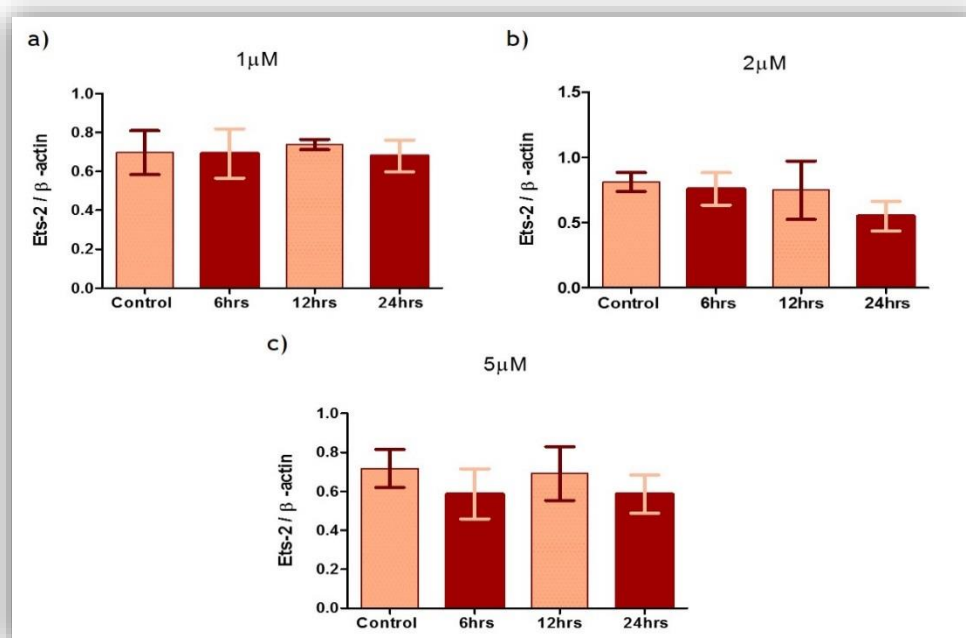 a)
1μM
Ets-2 / β -actin
1.0
0.8
0.6
0.4
0.2
0.0
Control 6hrs 12hrs 24hrs
b)
2μM
Ets-2 / β -actin
1.5
1.0
0.5
0.0
Control 6hrs 12hrs 24hrs
c)
5μM
Ets-2 / β -actin
1.0
0.8
0.6
0.4
0.2
0.0
Control 6hrs 12hrs 24hrs